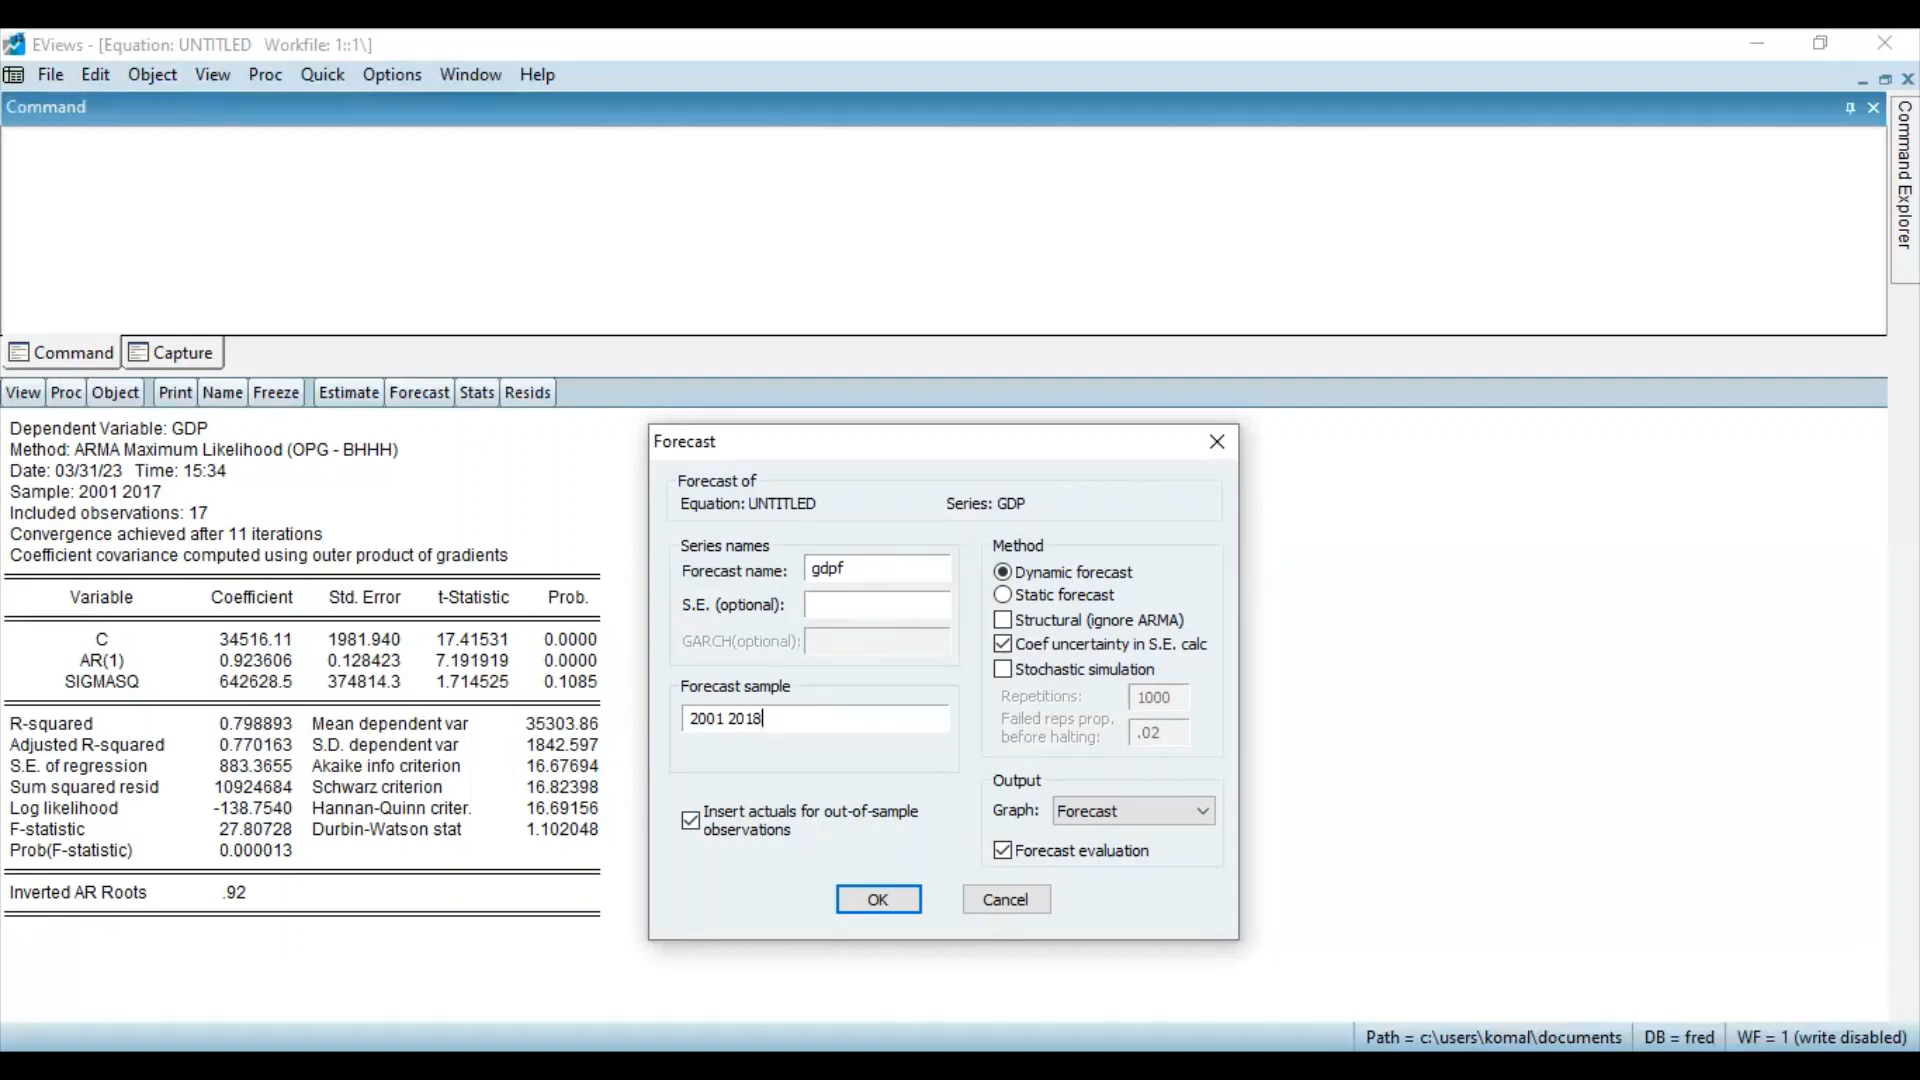 EViews - [Equation: UNTITLED   Workfile: 1::1\]
File Edit Object View Proc Quick Options Window Help
Command
Command Explorer
Command Capture
View Proc Object Print Name Freeze Estimate Forecast Stats Resids
Dependent Variable: GDP
Method: ARMA Maximum Likelihood (OPG - BHHH)
Date: 03/31/23   Time: 15:34
Sample: 2001 2017
Included observations: 17
Convergence achieved after 11 iterations
Coefficient covariance computed using outer product of gradients
Variable Coefficient Std. Error t-Statistic Prob.
C 34516.11 1981.940 17.41531 0.0000
AR(1) 0.923606 0.128423 7.191919 0.0000
SIGMASQ 642628.5 374814.3 1.714525 0.1085
R-squared 0.798893 Mean dependent var 35303.86
Adjusted R-squared 0.770163 S.D. dependent var 1842.597
S.E. of regression 883.3655 Akaike info criterion 16.67694
Sum squared resid 10924684 Schwarz criterion 16.82398
Log likelihood -138.7540 Hannan-Quinn criter. 16.69156
F-statistic 27.80728 Durbin-Watson stat 1.102048
Prob(F-statistic) 0.000013
Inverted AR Roots .92
Forecast
Forecast of
Equation: UNTITLED Series: GDP
Series names
Forecast name: gdpf
S.E. (optional):
GARCH(optional):
Forecast sample
2001 2018
Insert actuals for out-of-sample
observations
Method
Dynamic forecast
Static forecast
Structural (ignore ARMA)
Coef uncertainty in S.E. calc
Stochastic simulation
Repetitions: 1000
Failed reps prop.
before halting: .02
Output
Graph: Forecast
Forecast evaluation
OK Cancel
Path = c:\users\komal\documents DB = fred WF = 1 (write disabled)